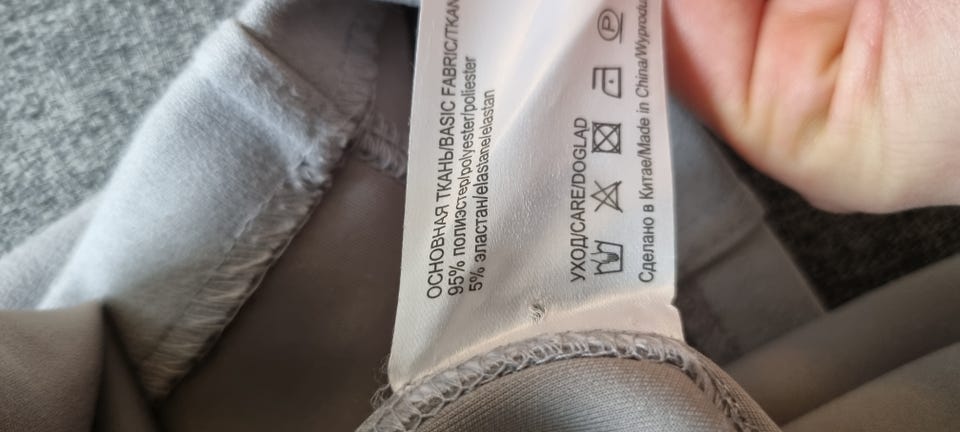 ОСНОВНАЯ ТКАНЬ/BASIC FABRIC/TKAN
95% полиэстер/polyester/poliester
5% эластан/elastane/elastan
УХОД/CARE/DOGLAD
P
Сделано в Китае/Made in China/Wyprodu